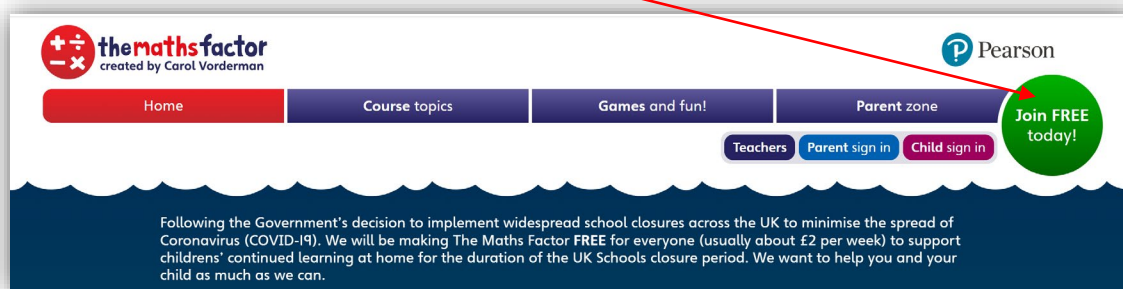 themathsfactor
created by Carol Vorderman
Pearson
Home
Course topics
Games and fun!
Parent zone
Join FREE
today!
Teachers
Parent sign in
Child sign in
Following the Government's decision to implement widespread school closures across the UK to minimise the spread of
Coronavirus (COVID-19). We will be making The Maths Factor FREE for everyone (usually about £2 per week) to support
childrens' continued learning at home for the duration of the UK Schools closure period. We want to help you and your
child as much as we can.